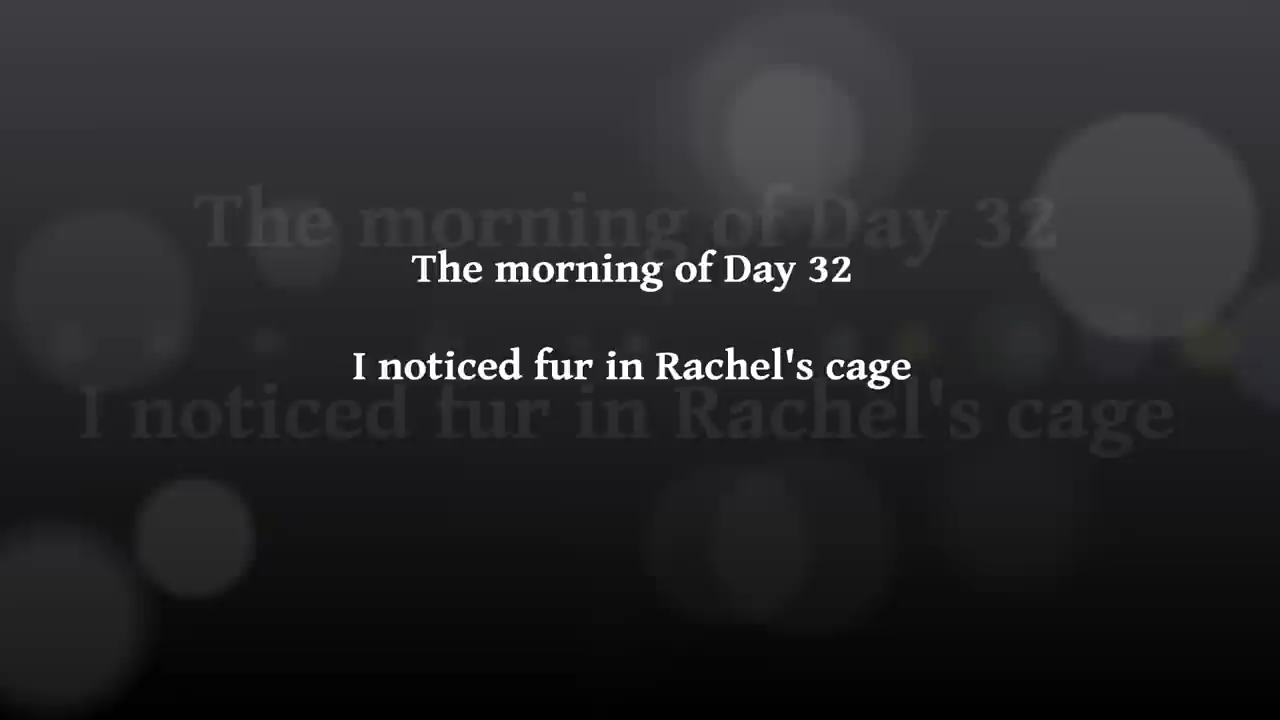 The morning of Day 32
I noticed fur in Rachel's cage